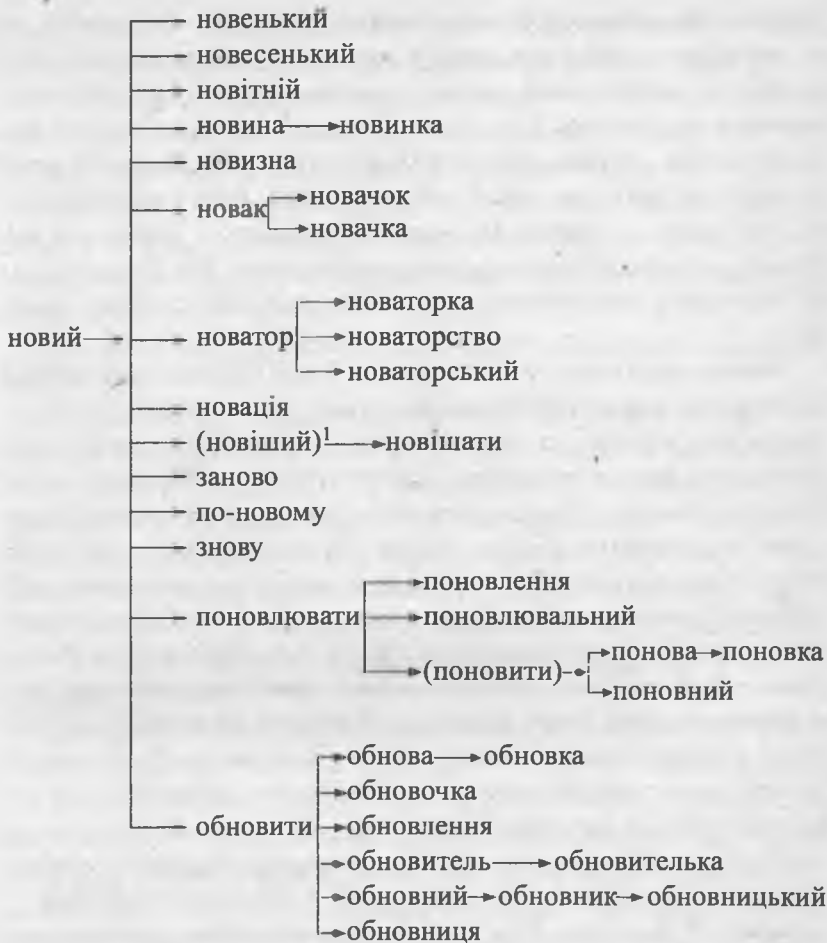 новенький
новесенький
новітній
новина → новинка
новизна
новачок
новак
новачка
новаторка
новий → новатор → новаторство
новаторський
новація
(новіший)¹ → новішати
заново
по-новому
знову
поновлення
поновлювати → поновлювальний
понова → поновка
(поновити)
поновний
обнова → обновка
обновочка
обновити → обновлення
обновитель → обновителька
обновний → обновник → обновницький
обновниця